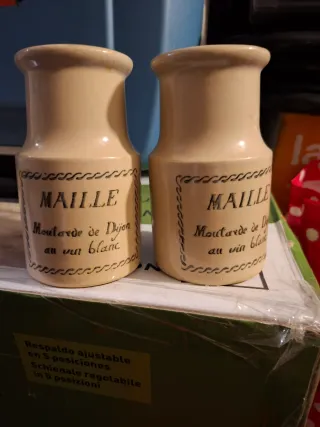 MAILLE
Moutarde de Dijon
au vin blanc
MAILLE
Moutarde de Dijon
au vin blanc
la
Respaldo ajustable
en 5 posiciones
Schienale regolabile
in 5 posizioni